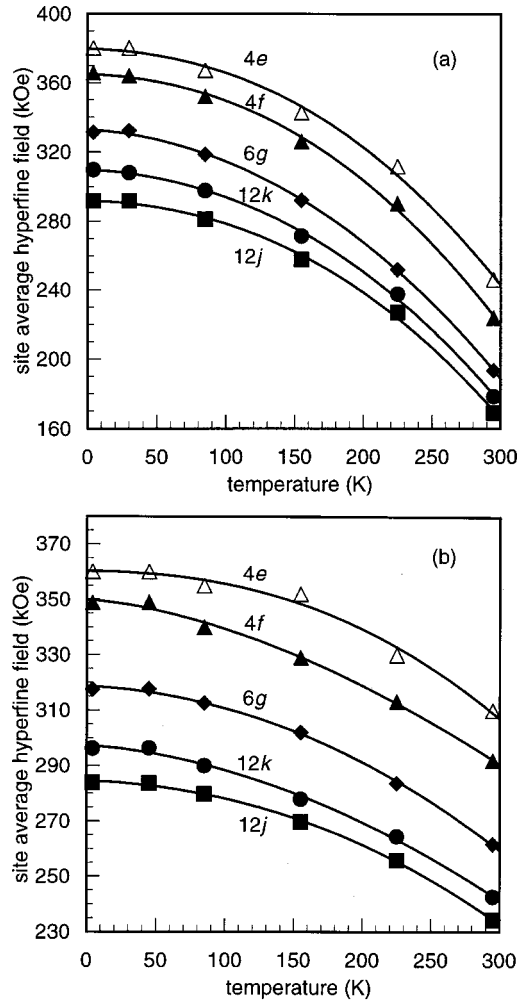 400
360
320
280
240
200
160
site average hyperfine field (kOe)
(a)
4e
4f
6g
12k
12j
0 50 100 150 200 250 300
temperature (K)
370
350
330
310
290
270
250
230
site average hyperfine field (kOe)
(b)
4e
4f
6g
12k
12j
0 50 100 150 200 250 300
temperature (K)